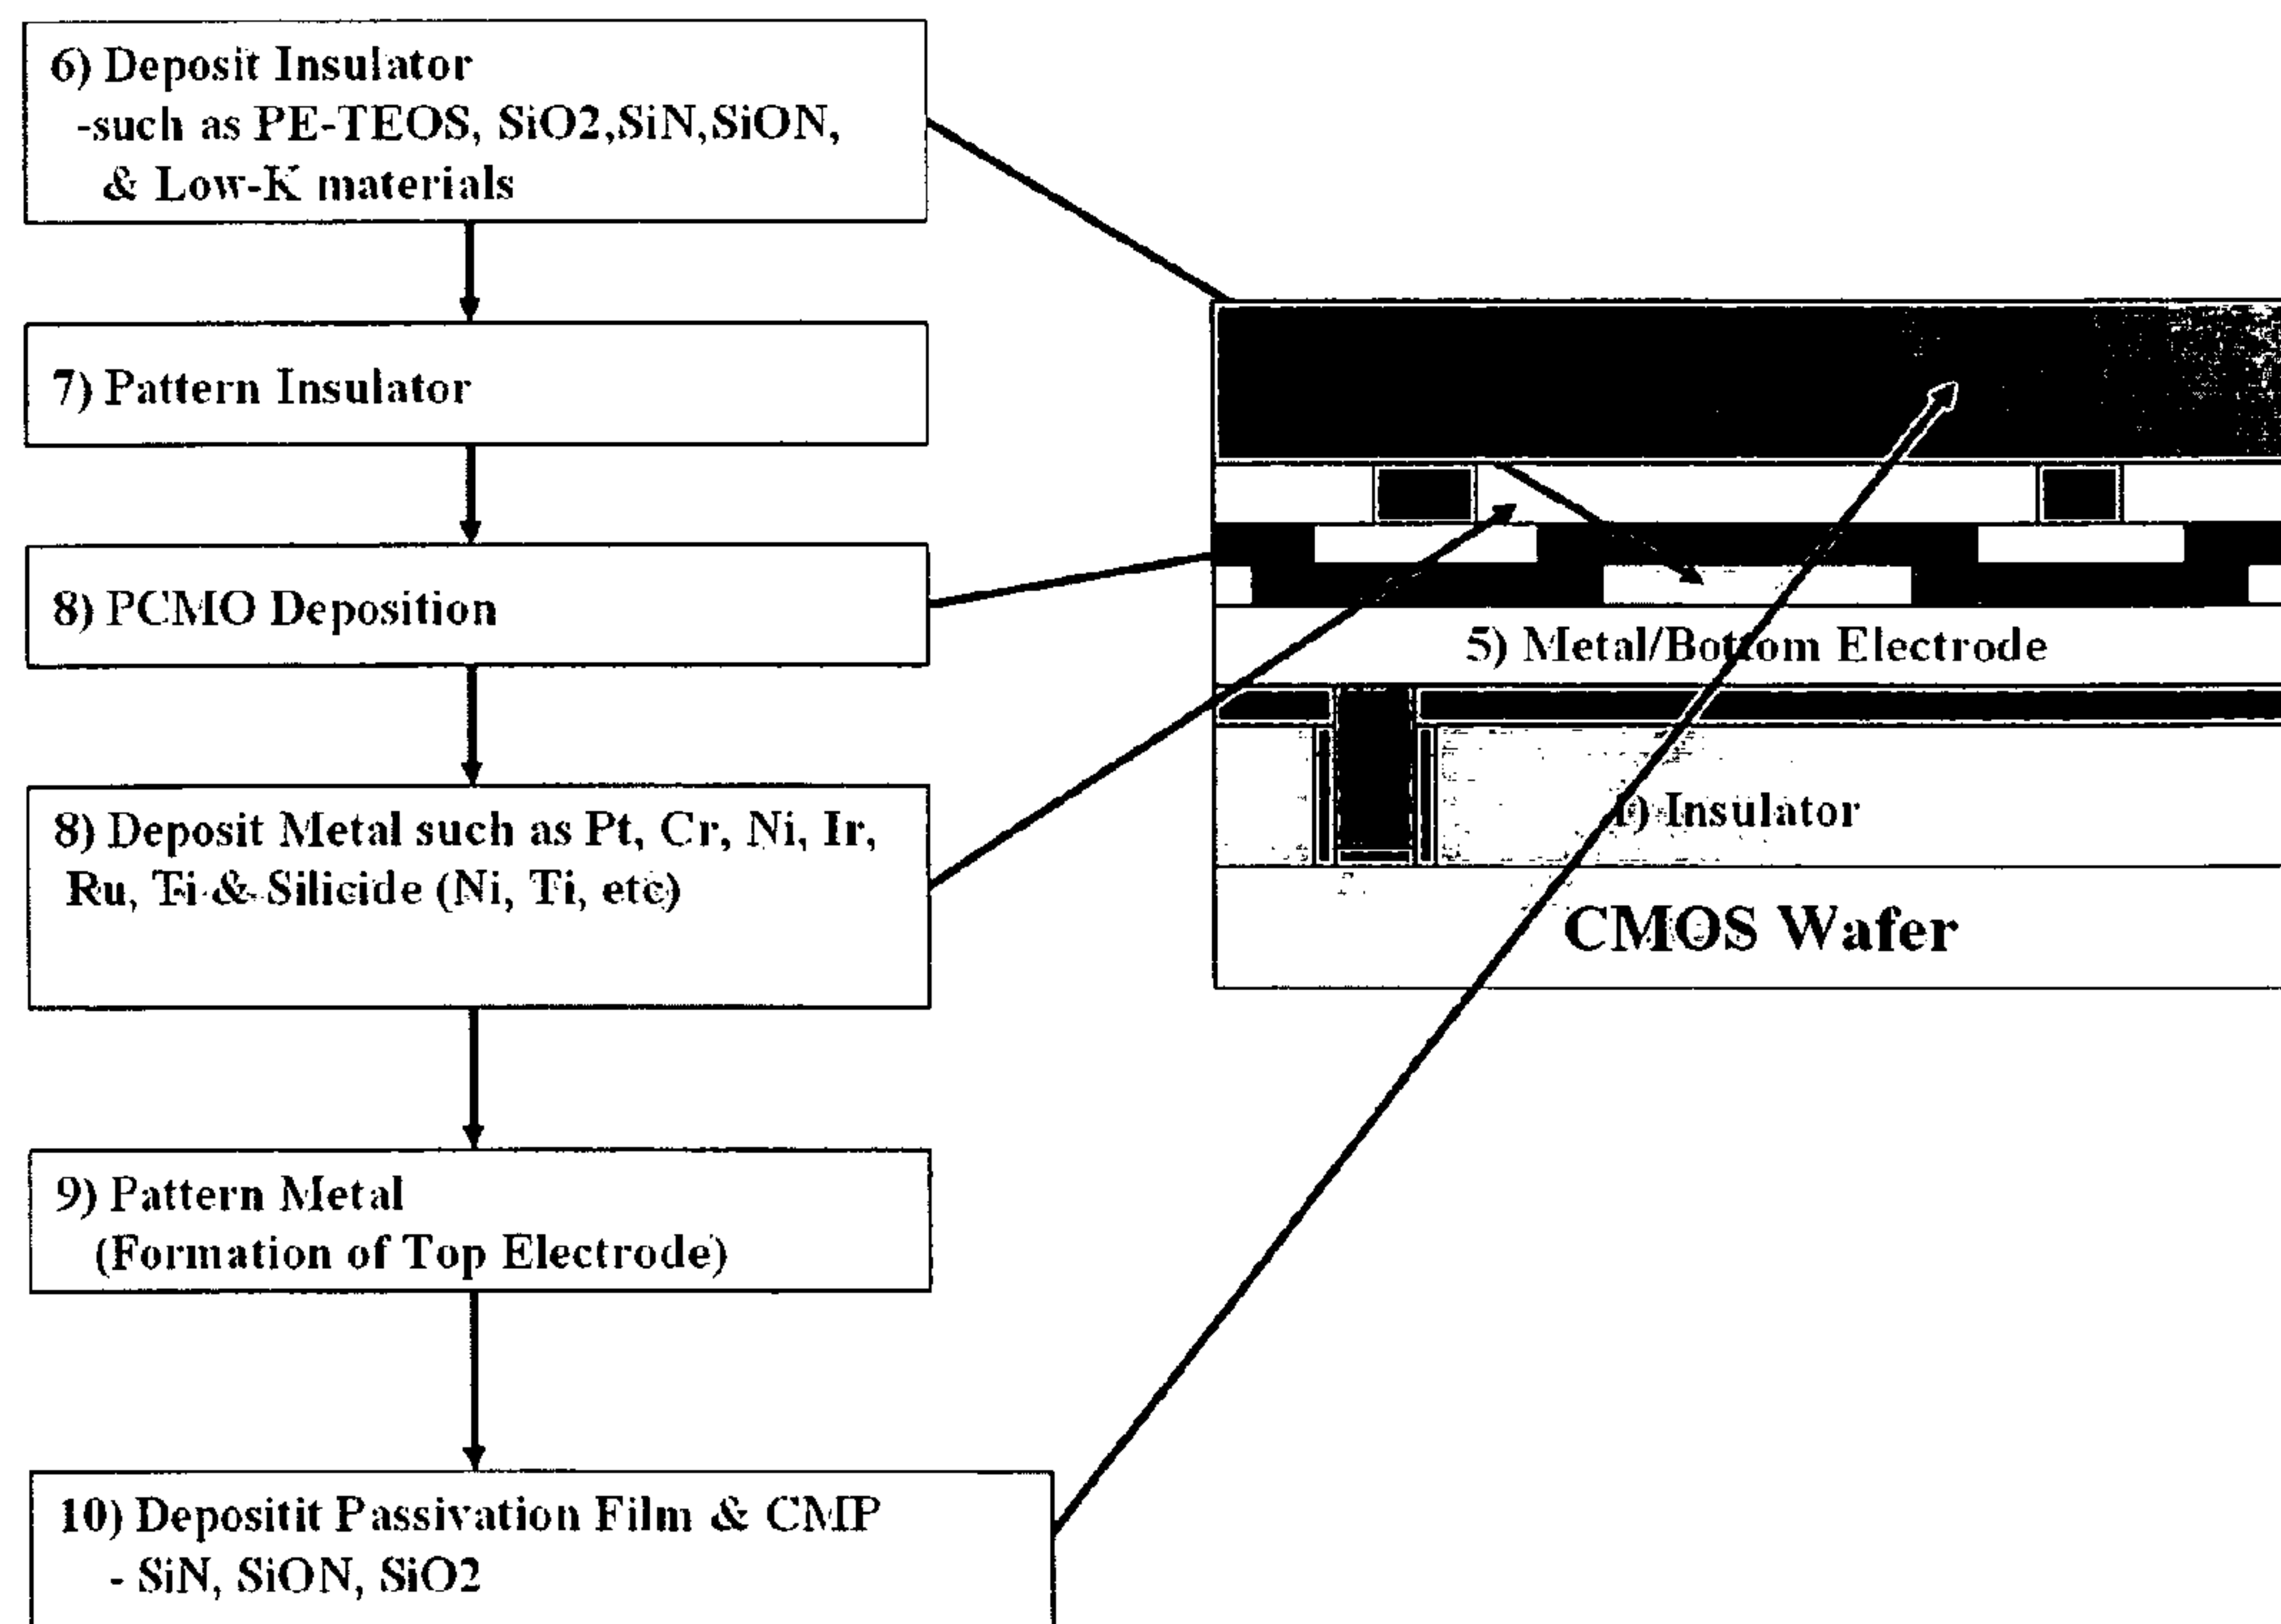 6) Deposit Insulator
-such as PE-TEOS, SiO2,SiN,SiON,
& Low-K materials
7) Pattern Insulator
8) PCMO Deposition
8) Deposit Metal such as Pt, Cr, Ni, Ir,
Ru, Ti & Silicide (Ni, Ti, etc)
9) Pattern Metal
(Formation of Top Electrode)
10) Depositit Passivation Film & CMP
- SiN, SiON, SiO2
5) Metal/Bottom Electrode
Insulator
CMOS Wafer